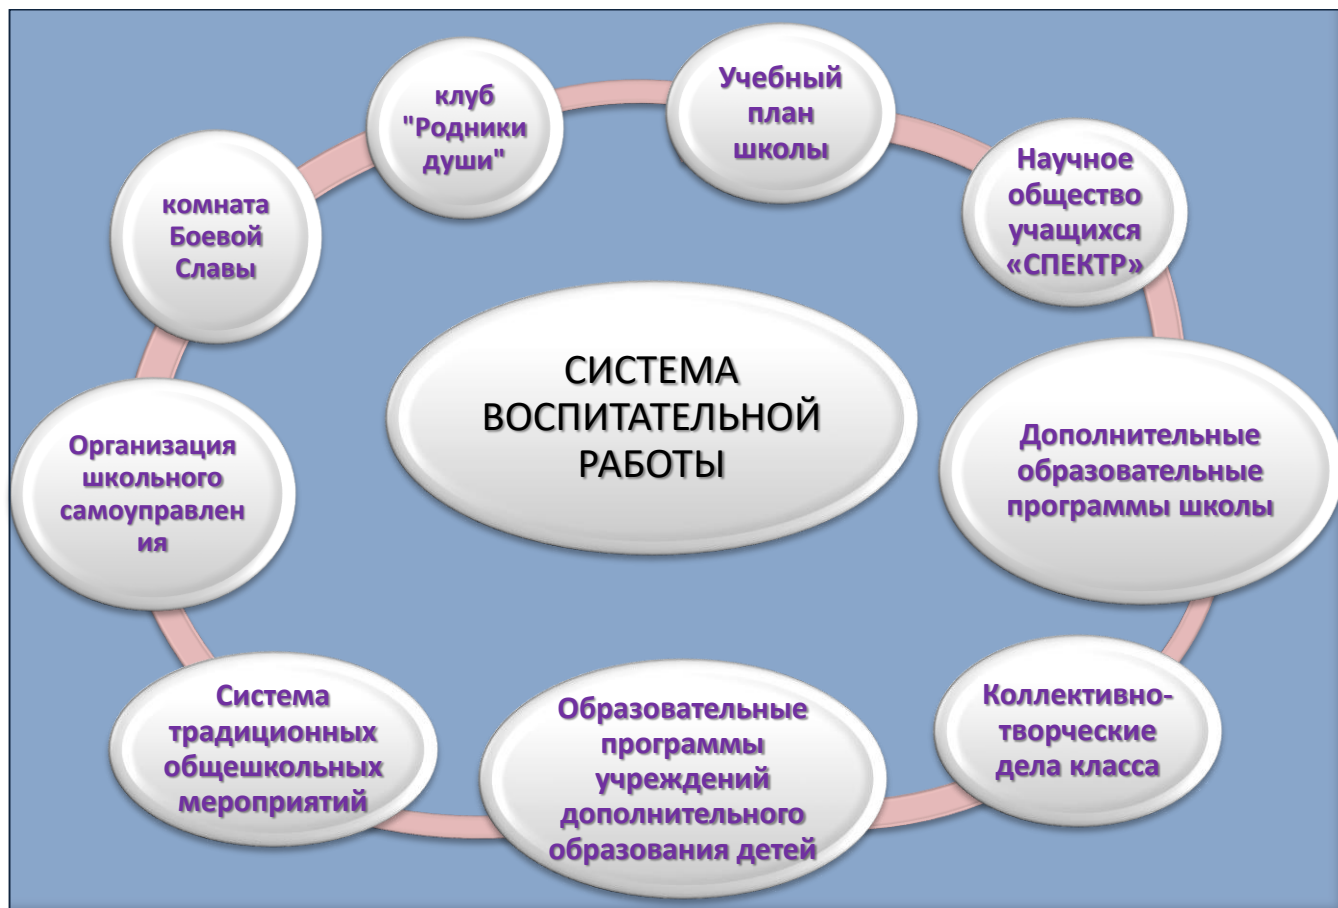 Учебный
план
школы
Научное
общество
учащихся
«СПЕКТР»
Дополнительные
образовательные
программы школы
Коллективно-
творческие
дела класса
Образовательные
программы
учреждений
дополнительного
образования детей
Система
традиционных
общешкольных
мероприятий
Организация
школьного
самоуправлен
ия
комната
Боевой
Славы
клуб
"Родники
души"
СИСТЕМА
ВОСПИТАТЕЛЬНОЙ
РАБОТЫ